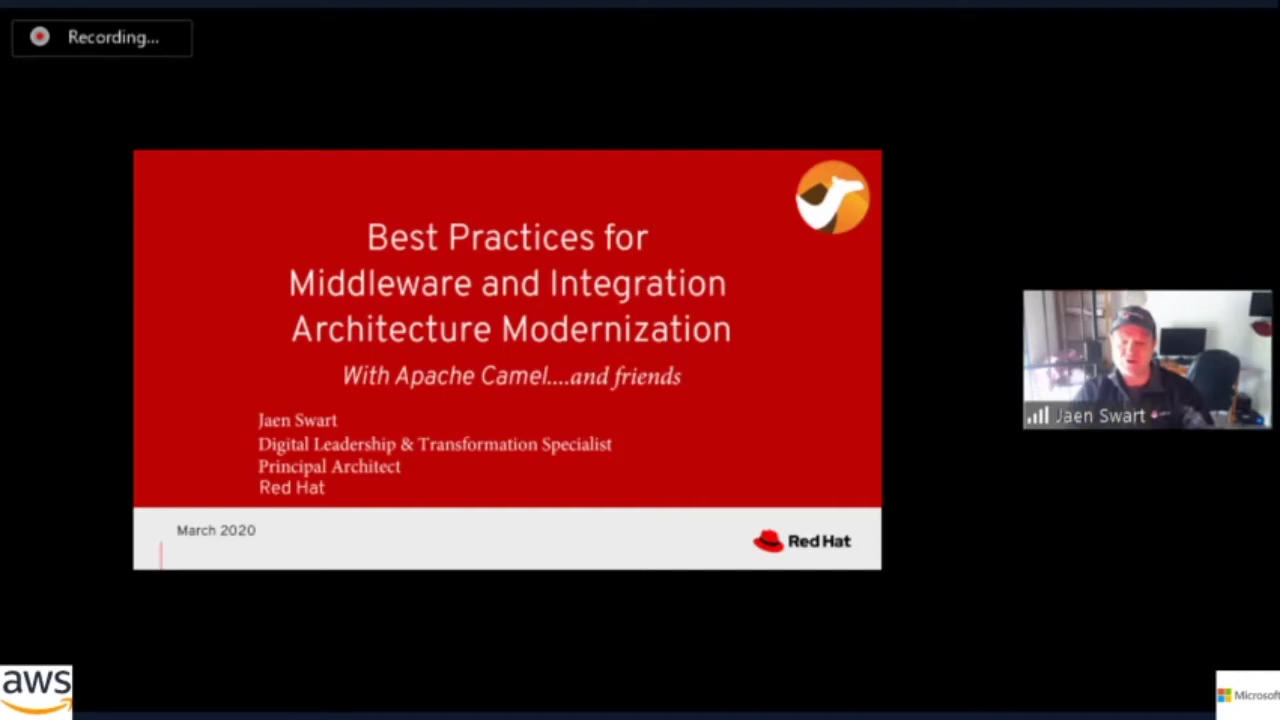 Recording...
Best Practices for
Middleware and Integration
Architecture Modernization
With Apache Camel....and friends
Jaen Swart
Digital Leadership & Transformation Specialist
Principal Architect
Red Hat
March 2020
Red Hat
Jaen Swart
aws
Microsoft